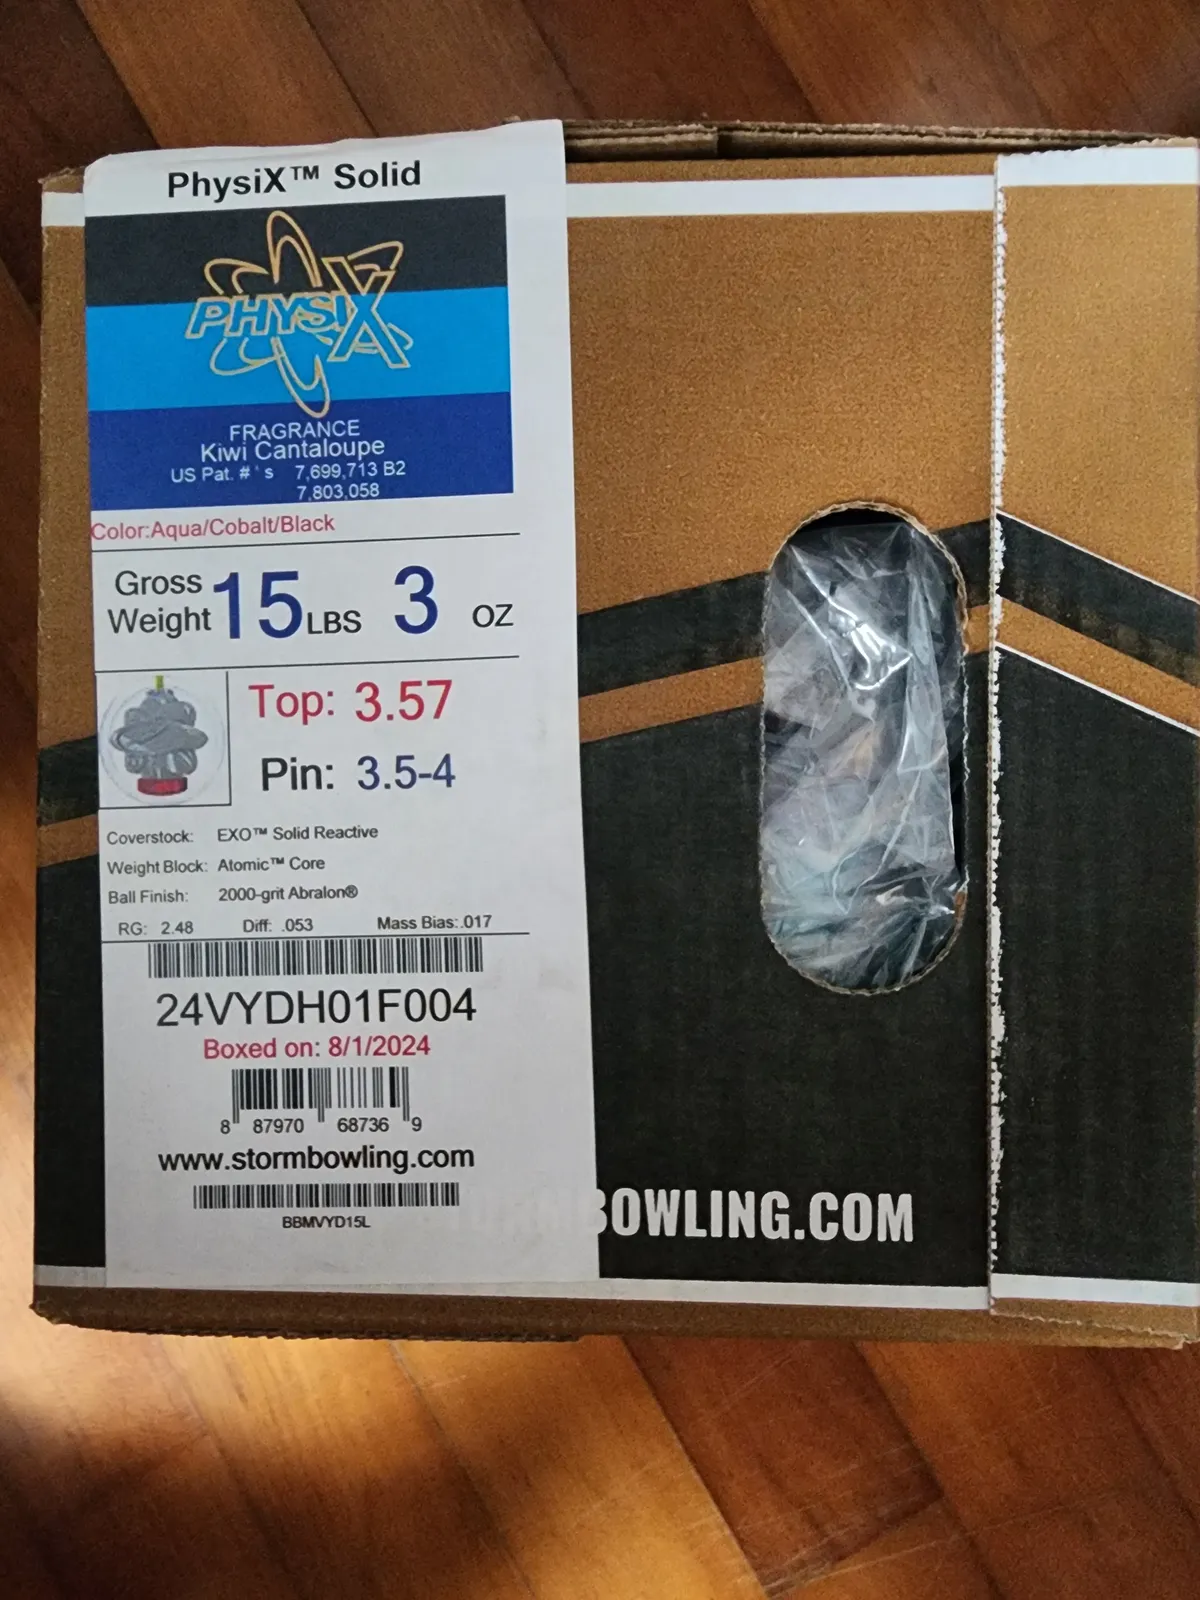 PhysiX™ Solid
PHYSIX
FRAGRANCE
Kiwi Cantaloupe
US Pat. #'s 7,699,713 B2
7,803,058
Color:Aqua/Cobalt/Black
Gross Weight 15 LBS 3 OZ
Top: 3.57
Pin: 3.5-4
Coverstock: EXO™ Solid Reactive
Weight Block: Atomic™ Core
Ball Finish: 2000-grit Abralon®
RG: 2.48 Diff: .053 Mass Bias:.017
24VYDH01F004
Boxed on: 8/1/2024
8 87970 68736 9
www.stormbowling.com
BBMVYD15L
BOWLING.COM